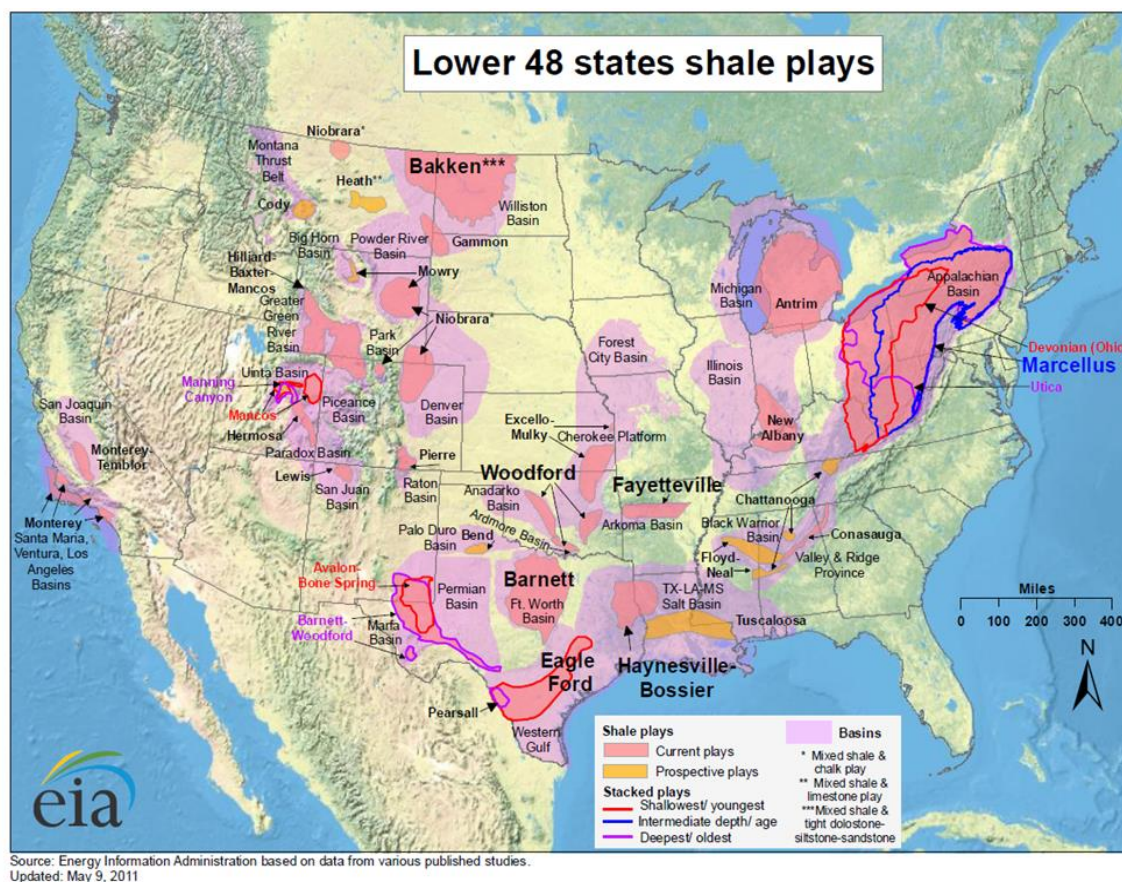 Lower 48 states shale plays
Niobrara*
Montana
Thrust
Belt
Bakken***
Heath**
Cody
Williston
Basin
Big Horn
Basin
Powder River
Basin
Gammon
Hilliard-
Baxter-
Mancos
Mowry
Greater
Green
River
Basin
Niobrara*
Park
Basin
Michigan
Basin
Antrim
Appalachian
Basin
Devonian (Ohio
Marcellus
Utica
Forest
City Basin
Illinois
Basin
Uinta Basin
Manning
Canyon
Mancos
Piceance
Basin
Denver
Basin
San Joaquin
Basin
Hermosa
Excello-
Mulky
Cherokee Platform
New
Albany
Monterey-
Temblor
Paradox Basin
Lewis
San Juan
Basin
Pierre
Raton
Basin
Woodford
Anadarko
Basin
Fayetteville
Arkoma Basin
Chattanooga
Black Warrior
Basin
Conasauga
Monterey
Santa Maria,
Ventura, Los
Angeles
Basins
Palo Duro
Basin
Bend
Ardmore Basin
Floyd-
Neal
Valley & Ridge
Province
Avalon-
Bone Spring
Permian
Basin
Barnett
Ft. Worth
Basin
TX-LA-MS
Salt Basin
Tuscaloosa
Barnett-
Woodford
Marfa
Basin
Eagle
Ford
Haynesville-
Bossier
Pearsall
Western
Gulf
Miles
0 100 200 300 400
N
Shale plays
Current plays
Prospective plays
Stacked plays
Shallowest/ youngest
Intermediate depth/ age
Deepest/ oldest
Basins
* Mixed shale &
chalk play
** Mixed shale &
limestone play
***Mixed shale &
tight dolostone-
siltstone-sandstone
eia
Source: Energy Information Administration based on data from various published studies.
Updated: May 9, 2011